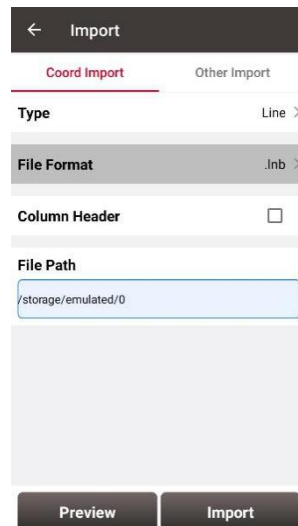 Import
Coord Import Other Import
Type Line
File Format .lnb
Column Header
File Path
/storage/emulated/0
Preview Import